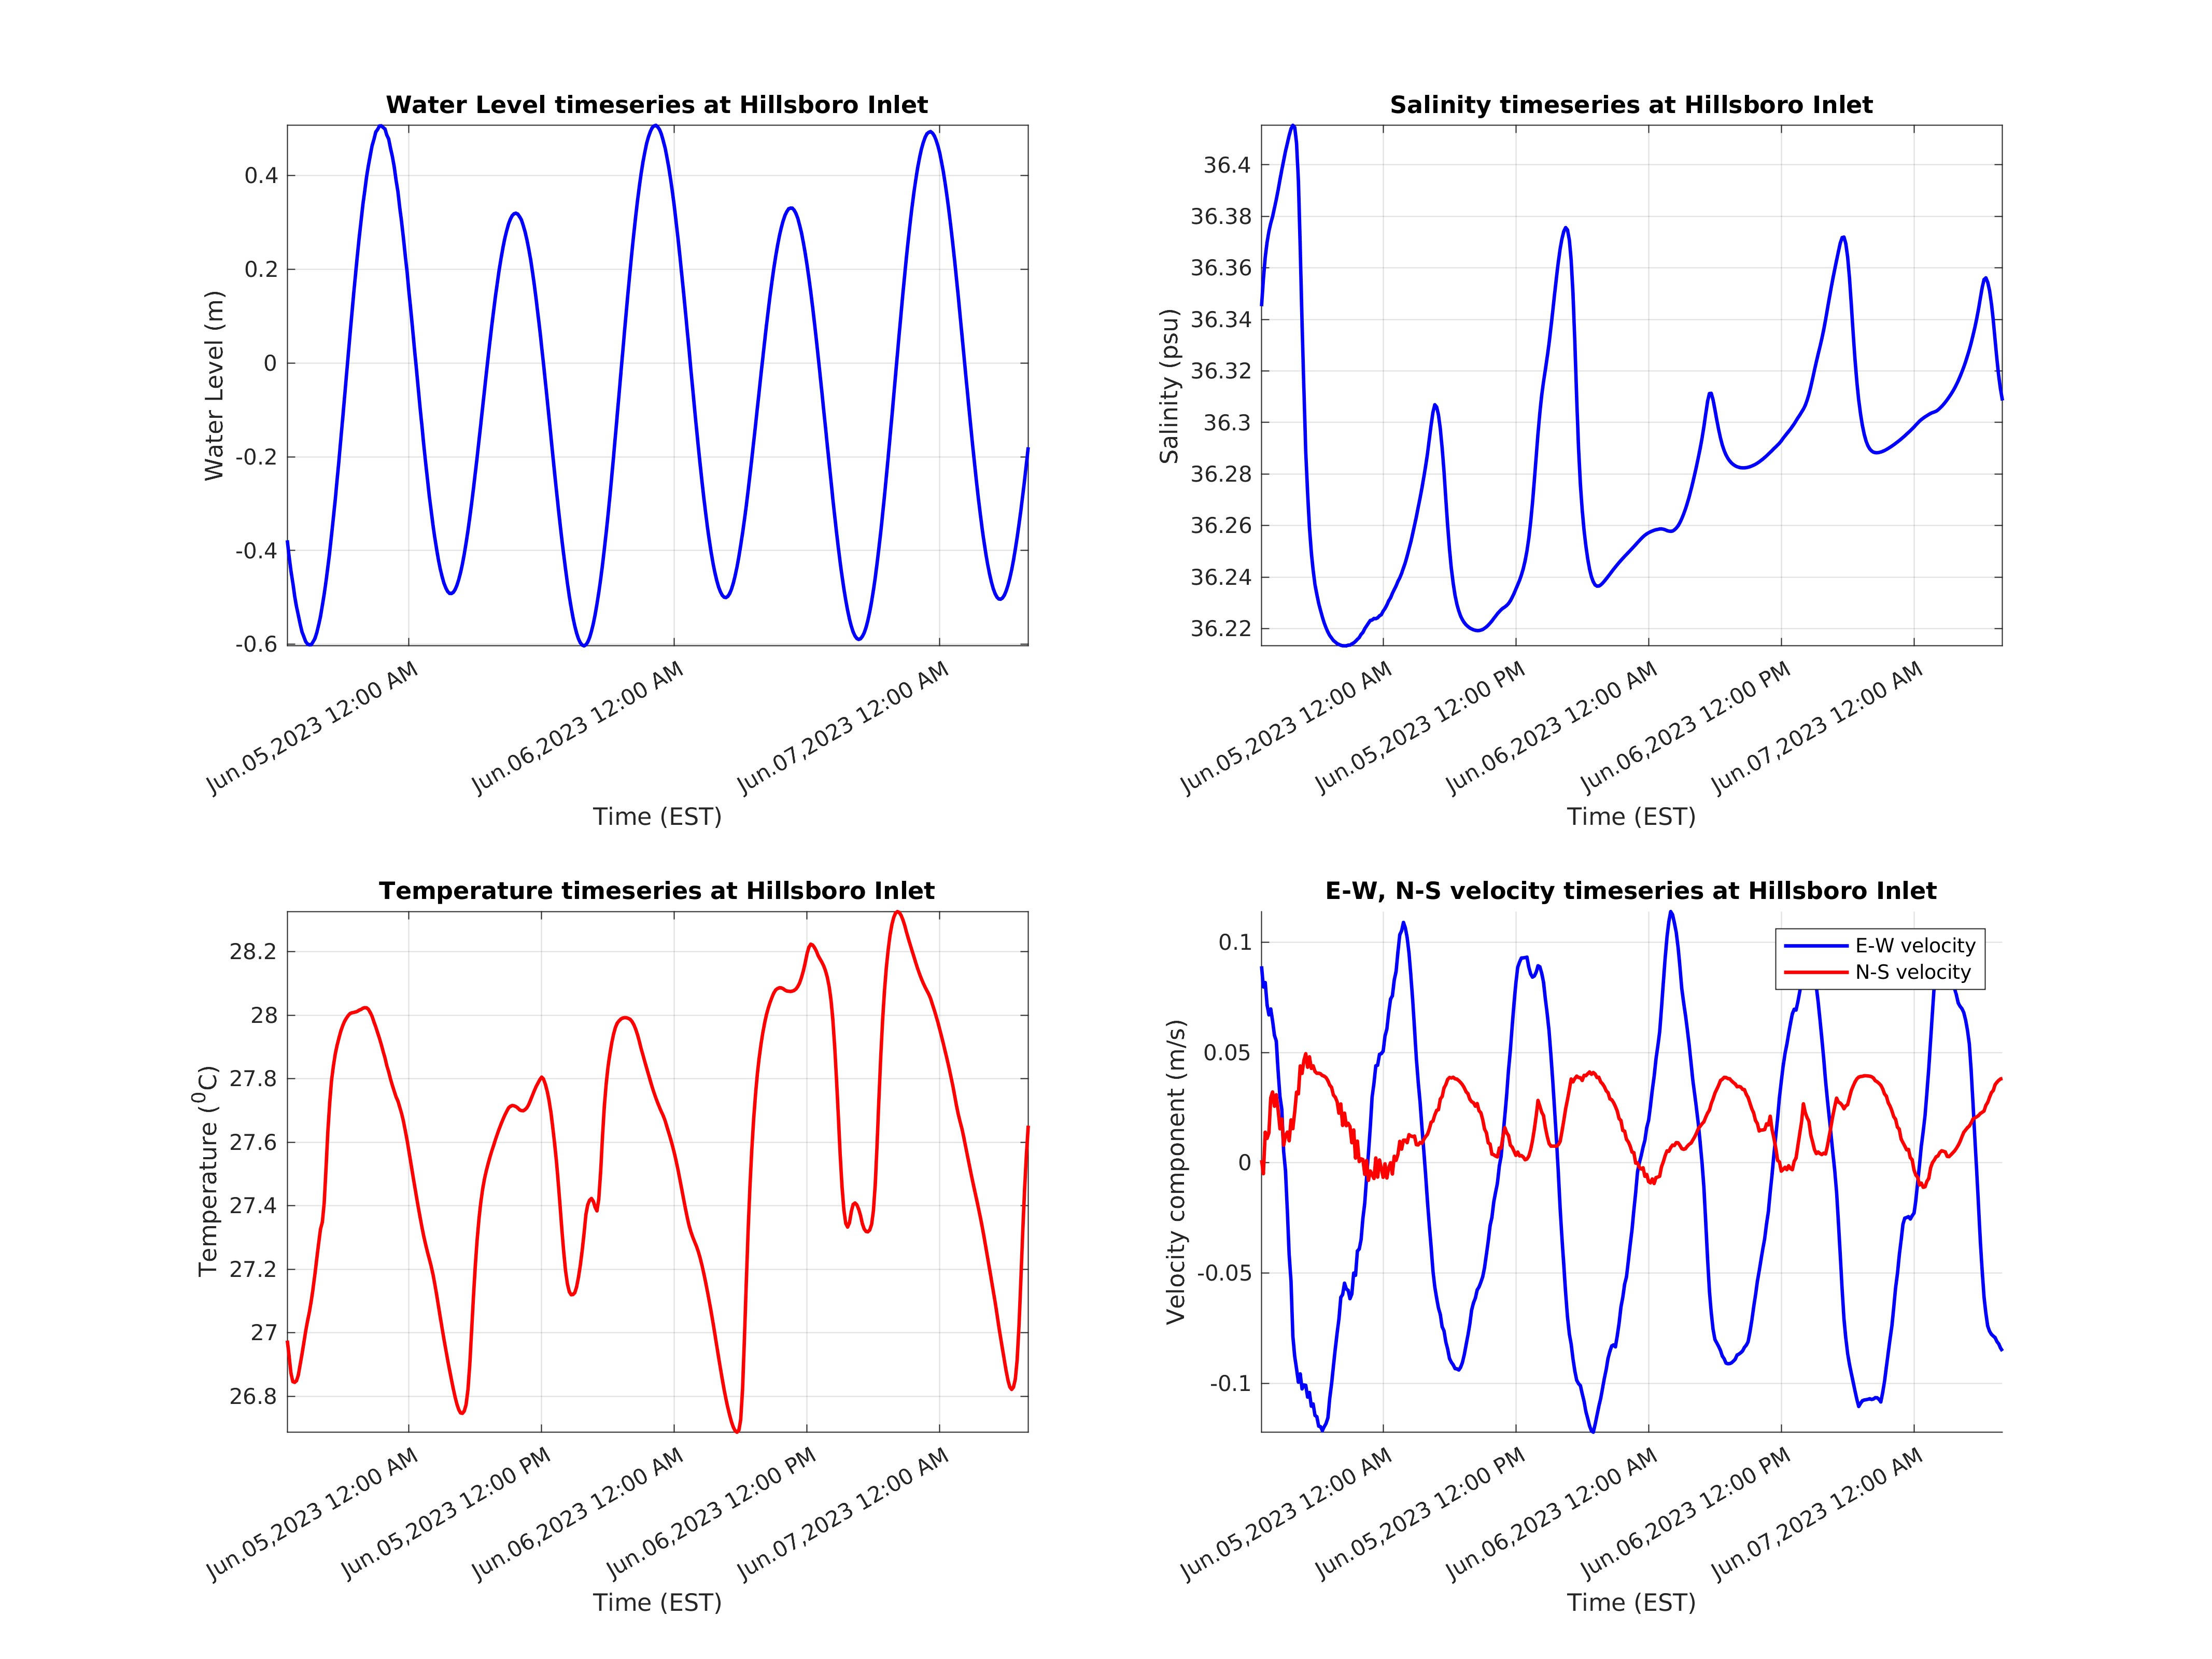 Water Level timeseries at Hillsboro Inlet
Water Level (m)
0.4
0.2
0
-0.2
-0.4
-0.6
Jun.05,2023 12:00 AM
Jun.06,2023 12:00 AM
Jun.07,2023 12:00 AM
Time (EST)
Salinity timeseries at Hillsboro Inlet
Salinity (psu)
36.4
36.38
36.36
36.34
36.32
36.3
36.28
36.26
36.24
36.22
Jun.05,2023 12:00 AM
Jun.05,2023 12:00 PM
Jun.06,2023 12:00 AM
Jun.06,2023 12:00 PM
Jun.07,2023 12:00 AM
Time (EST)
Temperature timeseries at Hillsboro Inlet
Temperature (⁰C)
28.2
28
27.8
27.6
27.4
27.2
27
26.8
Jun.05,2023 12:00 AM
Jun.05,2023 12:00 PM
Jun.06,2023 12:00 AM
Jun.06,2023 12:00 PM
Jun.07,2023 12:00 AM
Time (EST)
E-W, N-S velocity timeseries at Hillsboro Inlet
Velocity component (m/s)
0.1
0.05
0
-0.05
-0.1
E-W velocity
N-S velocity
Jun.05,2023 12:00 AM
Jun.05,2023 12:00 PM
Jun.06,2023 12:00 AM
Jun.06,2023 12:00 PM
Jun.07,2023 12:00 AM
Time (EST)